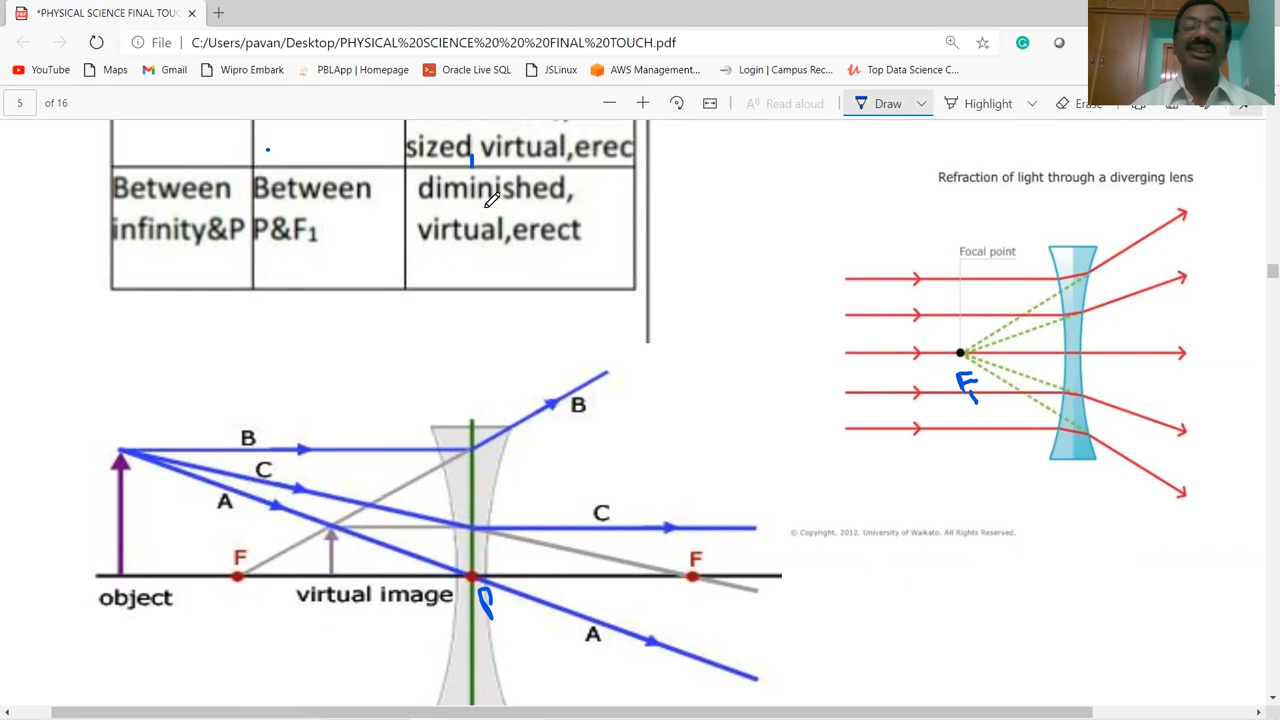 *PHYSICAL SCIENCE FINAL TOUC
File C:/Users/pavan/Desktop/PHYSICAL%20SCIENCE%20%20%20FINAL%20TOUCH.pdf
YouTube Maps Gmail Wipro Embark PBLApp | Homepage Oracle Live SQL JSLinux AWS Management... Login | Campus Rec... Top Data Science C...
5 of 16 Read aloud Draw Highlight Erase
sized virtual,erec
Between infinity&P
Between P&F₁
diminished,
virtual,erect
Refraction of light through a diverging lens
Focal point
F₁
© Copyright, 2012. University of Waikato. All Rights Reserved.
B
B
C
A
C
F
F
object
virtual image
P
A